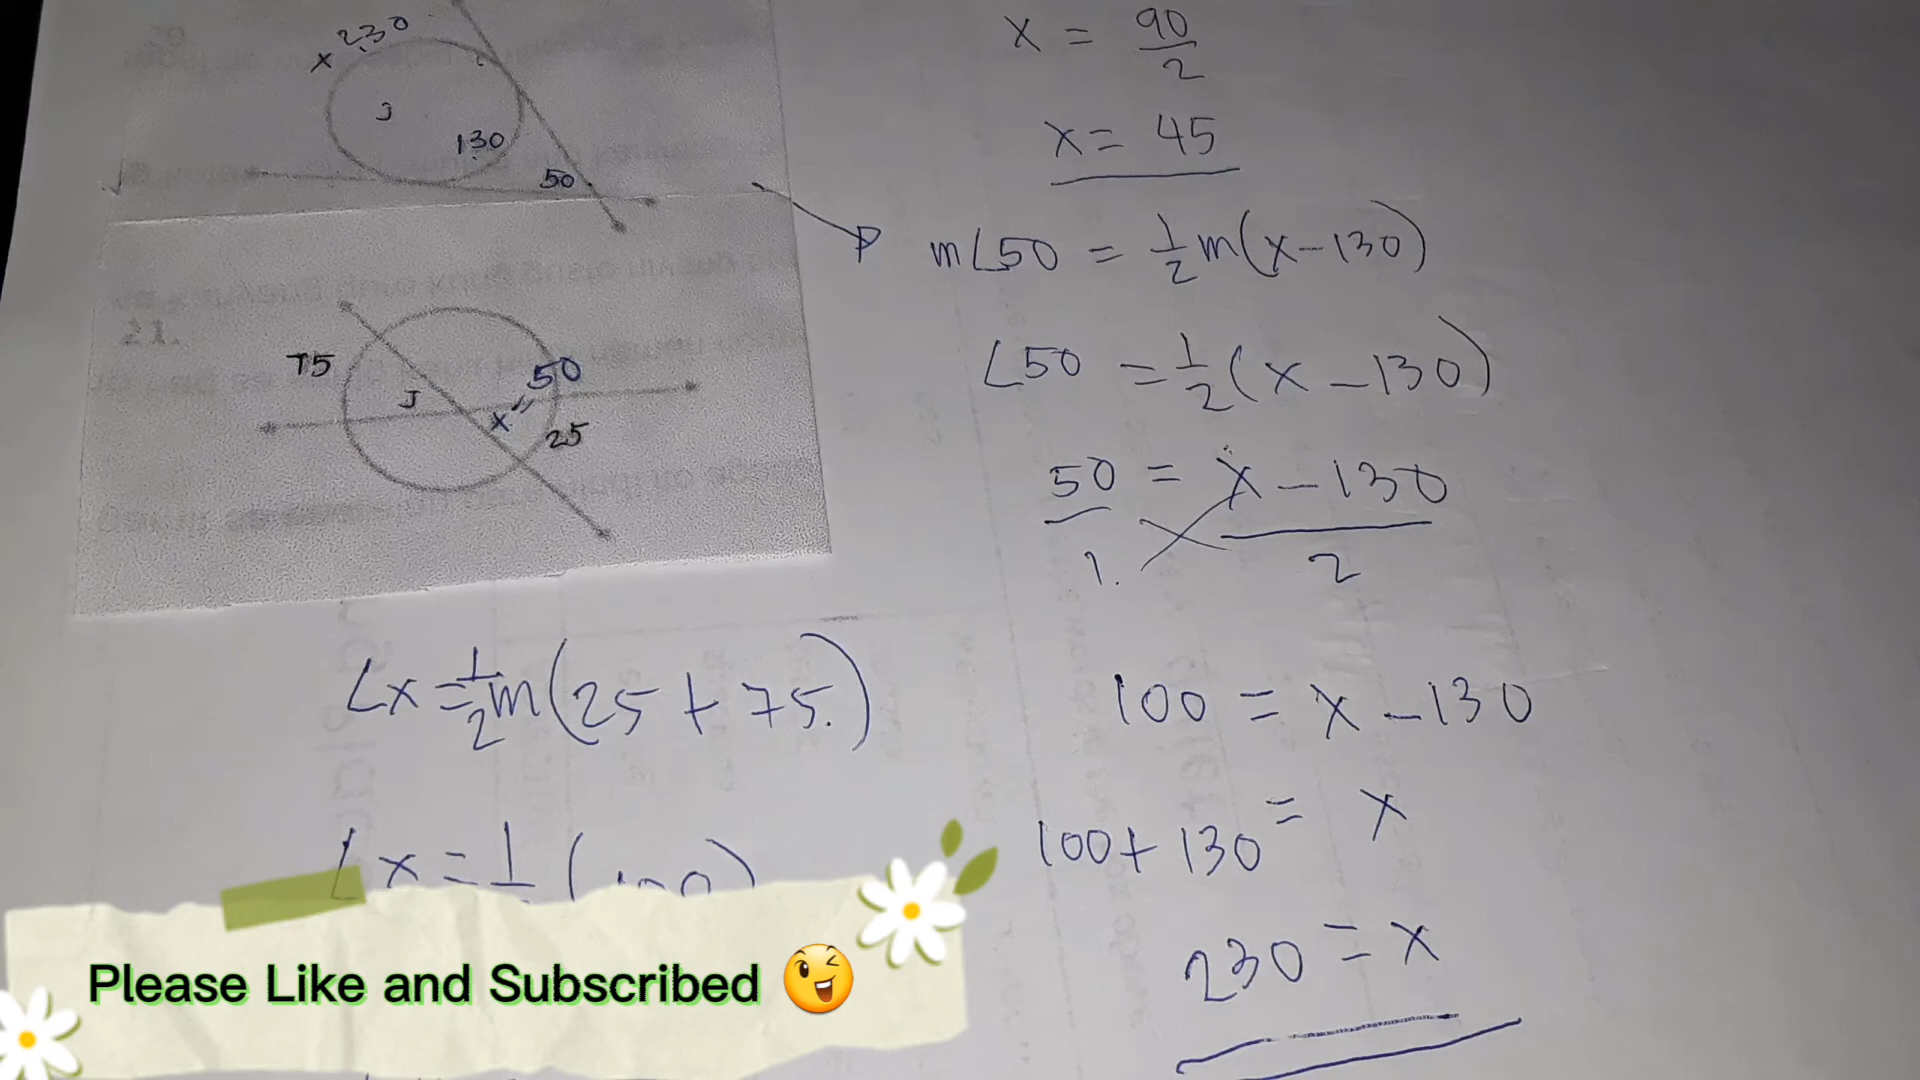 x 230
J
130
50
21.
75
50
J
x
25
∠x = 1/2 m(25 + 75.)
∠x = 1
x = 90/2
x = 45
m∠50 = 1/2 m(x-130)
∠50 = 1/2 (x - 130)
50/1. = x - 130/2
100 = x - 130
100 + 130 = x
230 = x
Please Like and Subscribed 😜